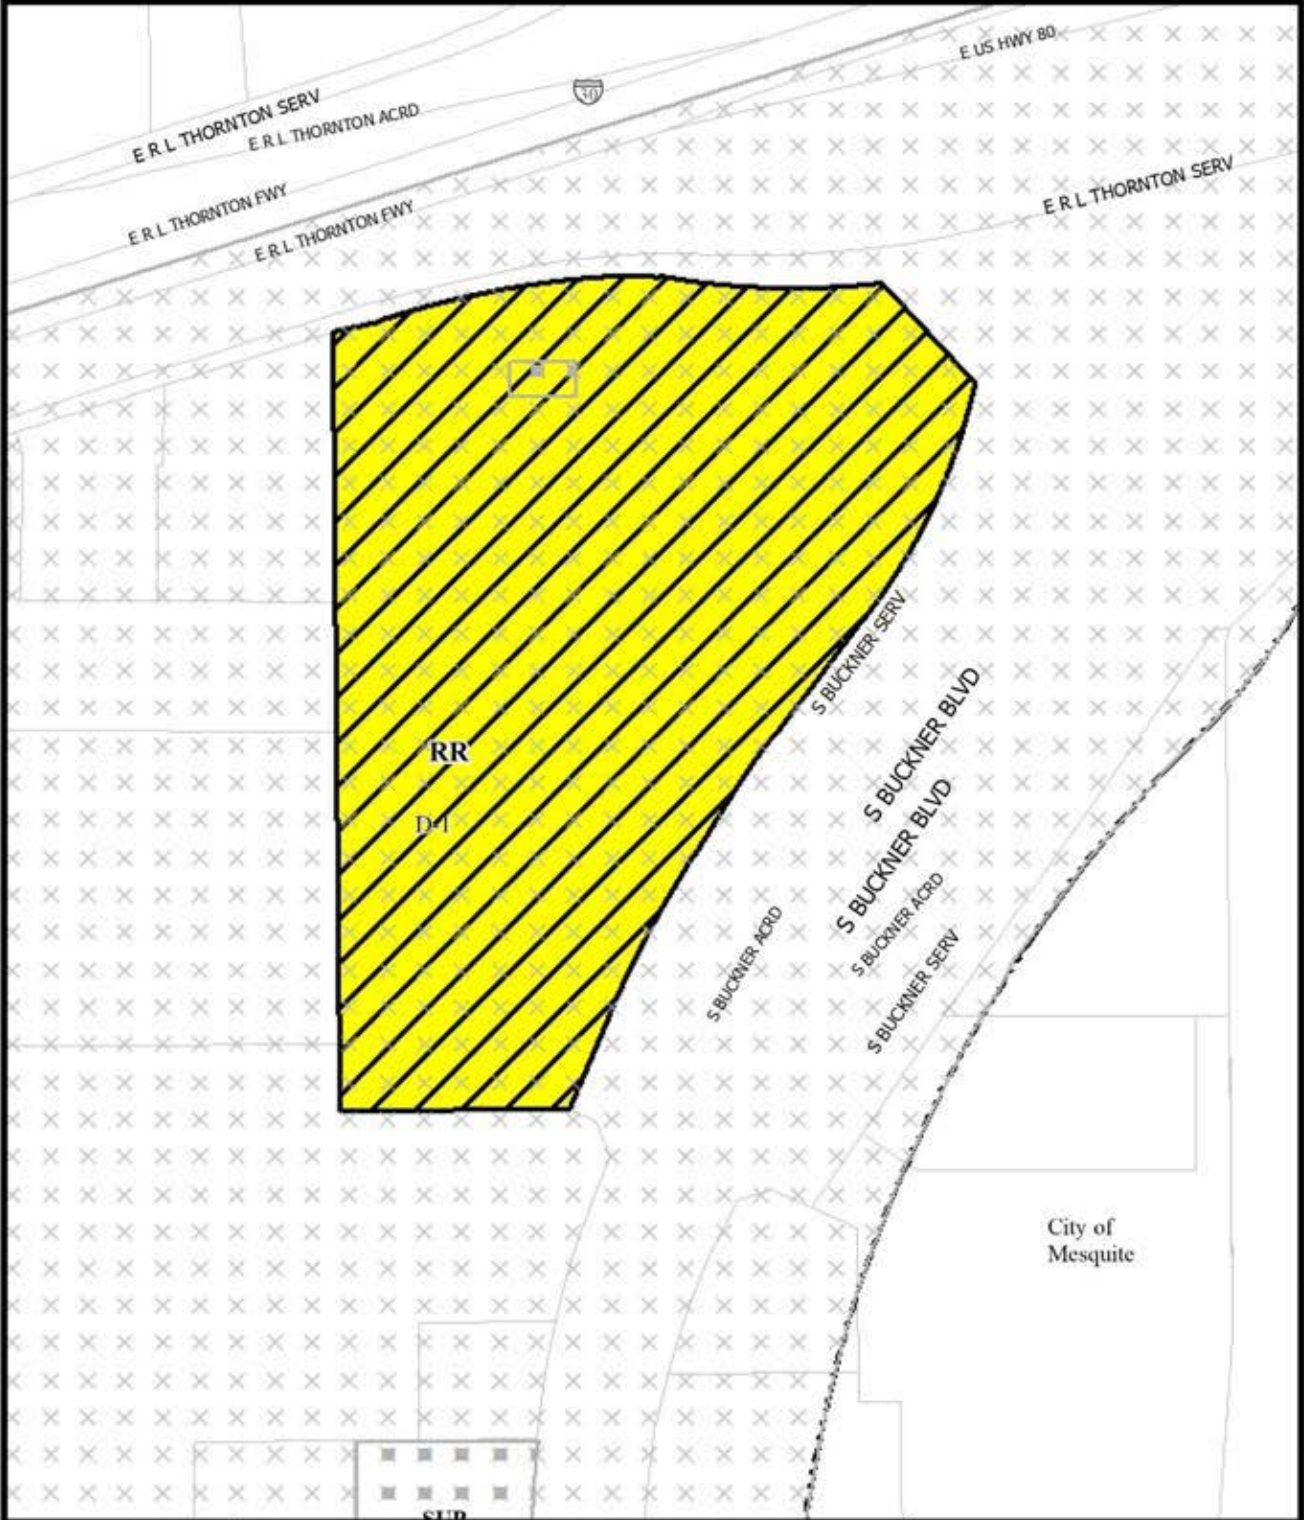 E US HWY 80
30
E R L THORNTON SERV
E R L THORNTON ACRD
E R L THORNTON SERV
E R L THORNTON FWY
E R L THORNTON FWY
S BUCKNER SERV
S BUCKNER BLVD
RR
S BUCKNER BLVD
D-1
S BUCKNER ACRD
S BUCKNER ACRD
S BUCKNER SERV
City of
Mesquite
SUP